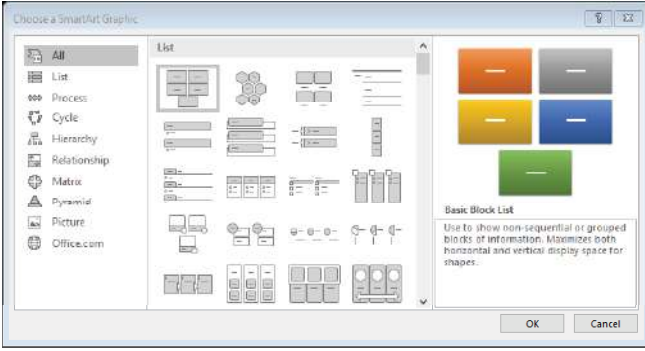 Choose a SmartArt Graphic
All
List
Process
Cycle
Hierarchy
Relationship
Matrix
Pyramid
Picture
Office.com
List
Basic Block List
Use to show non-sequential or grouped
blocks of information. Maximizes both
horizontal and vertical display space for
shapes.
OK
Cancel